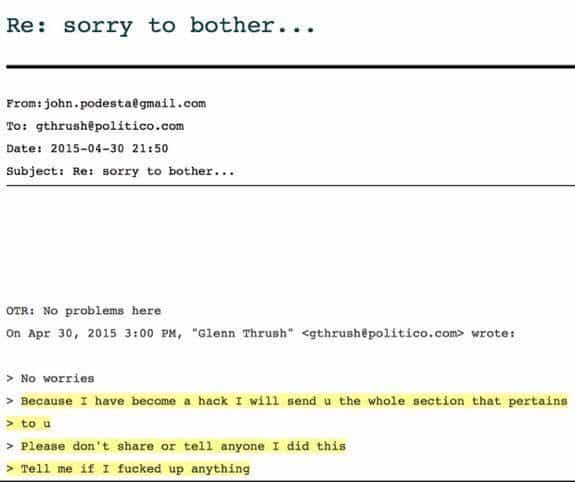 Re: sorry to bother...
From:john.podesta@gmail.com
To: gthrush@politico.com
Date: 2015-04-30 21:50
Subject: Re: sorry to bother...
OTR: No problems here
On Apr 30, 2015 3:00 PM, "Glenn Thrush" <gthrush@politico.com> wrote:
> No worries
> Because I have become a hack I will send u the whole section that pertains
> to u
> Please don't share or tell anyone I did this
> Tell me if I fucked up anything